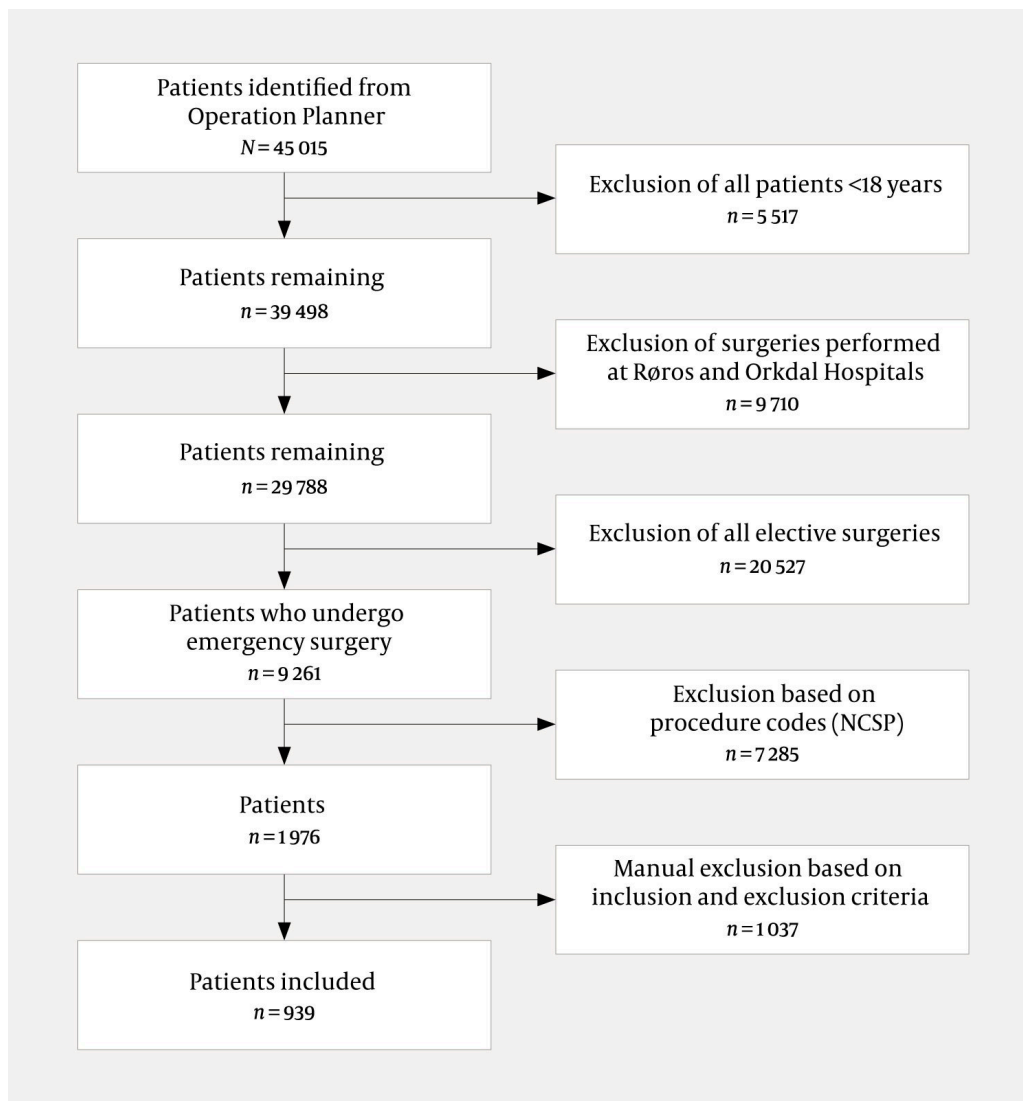 Patients identified from
Operation Planner
N = 45 015
Exclusion of all patients <18 years
n = 5 517
Patients remaining
n = 39 498
Exclusion of surgeries performed
at Røros and Orkdal Hospitals
n = 9 710
Patients remaining
n = 29 788
Exclusion of all elective surgeries
n = 20 527
Patients who undergo
emergency surgery
n = 9 261
Exclusion based on
procedure codes (NCSP)
n = 7 285
Patients
n = 1 976
Manual exclusion based on
inclusion and exclusion criteria
n = 1 037
Patients included
n = 939